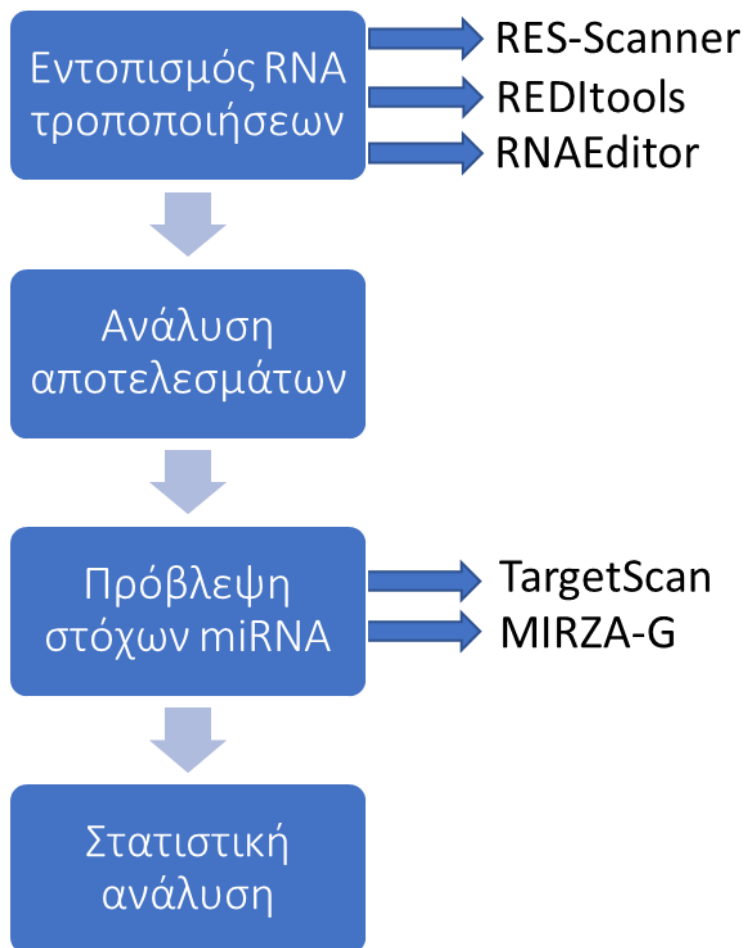 Εντοπισμός RNA
τροποποιήσεων
RES-Scanner
REDItools
RNAEditor
Ανάλυση
αποτελεσμάτων
Πρόβλεψη
στόχων miRNA
TargetScan
MIRZA-G
Στατιστική
ανάλυση